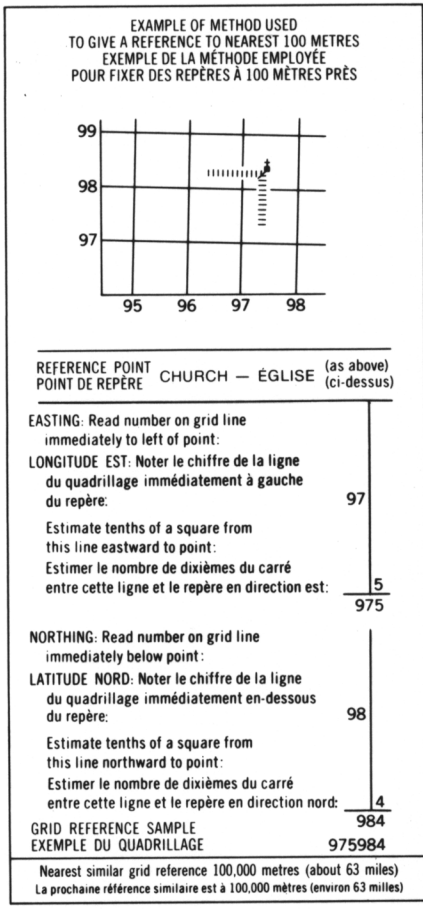 EXAMPLE OF METHOD USED
TO GIVE A REFERENCE TO NEAREST 100 METRES
EXEMPLE DE LA MÉTHODE EMPLOYÉE
POUR FIXER DES REPÈRES À 100 MÈTRES PRÈS
99
98
97
95 96 97 98
REFERENCE POINT
POINT DE REPÈRE
CHURCH — ÉGLISE
(as above)
(ci-dessus)
EASTING: Read number on grid line
immediately to left of point:
LONGITUDE EST: Noter le chiffre de la ligne
du quadrillage immédiatement à gauche
du repère: 97
Estimate tenths of a square from
this line eastward to point:
Estimer le nombre de dixièmes du carré
entre cette ligne et le repère en direction est: 5
975
NORTHING: Read number on grid line
immediately below point:
LATITUDE NORD: Noter le chiffre de la ligne
du quadrillage immédiatement en-dessous
du repère: 98
Estimate tenths of a square from
this line northward to point:
Estimer le nombre de dixièmes du carré
entre cette ligne et le repère en direction nord: 4
984
GRID REFERENCE SAMPLE
EXEMPLE DU QUADRILLAGE 975984
Nearest similar grid reference 100,000 metres (about 63 miles)
La prochaine référence similaire est à 100,000 mètres (environ 63 milles)